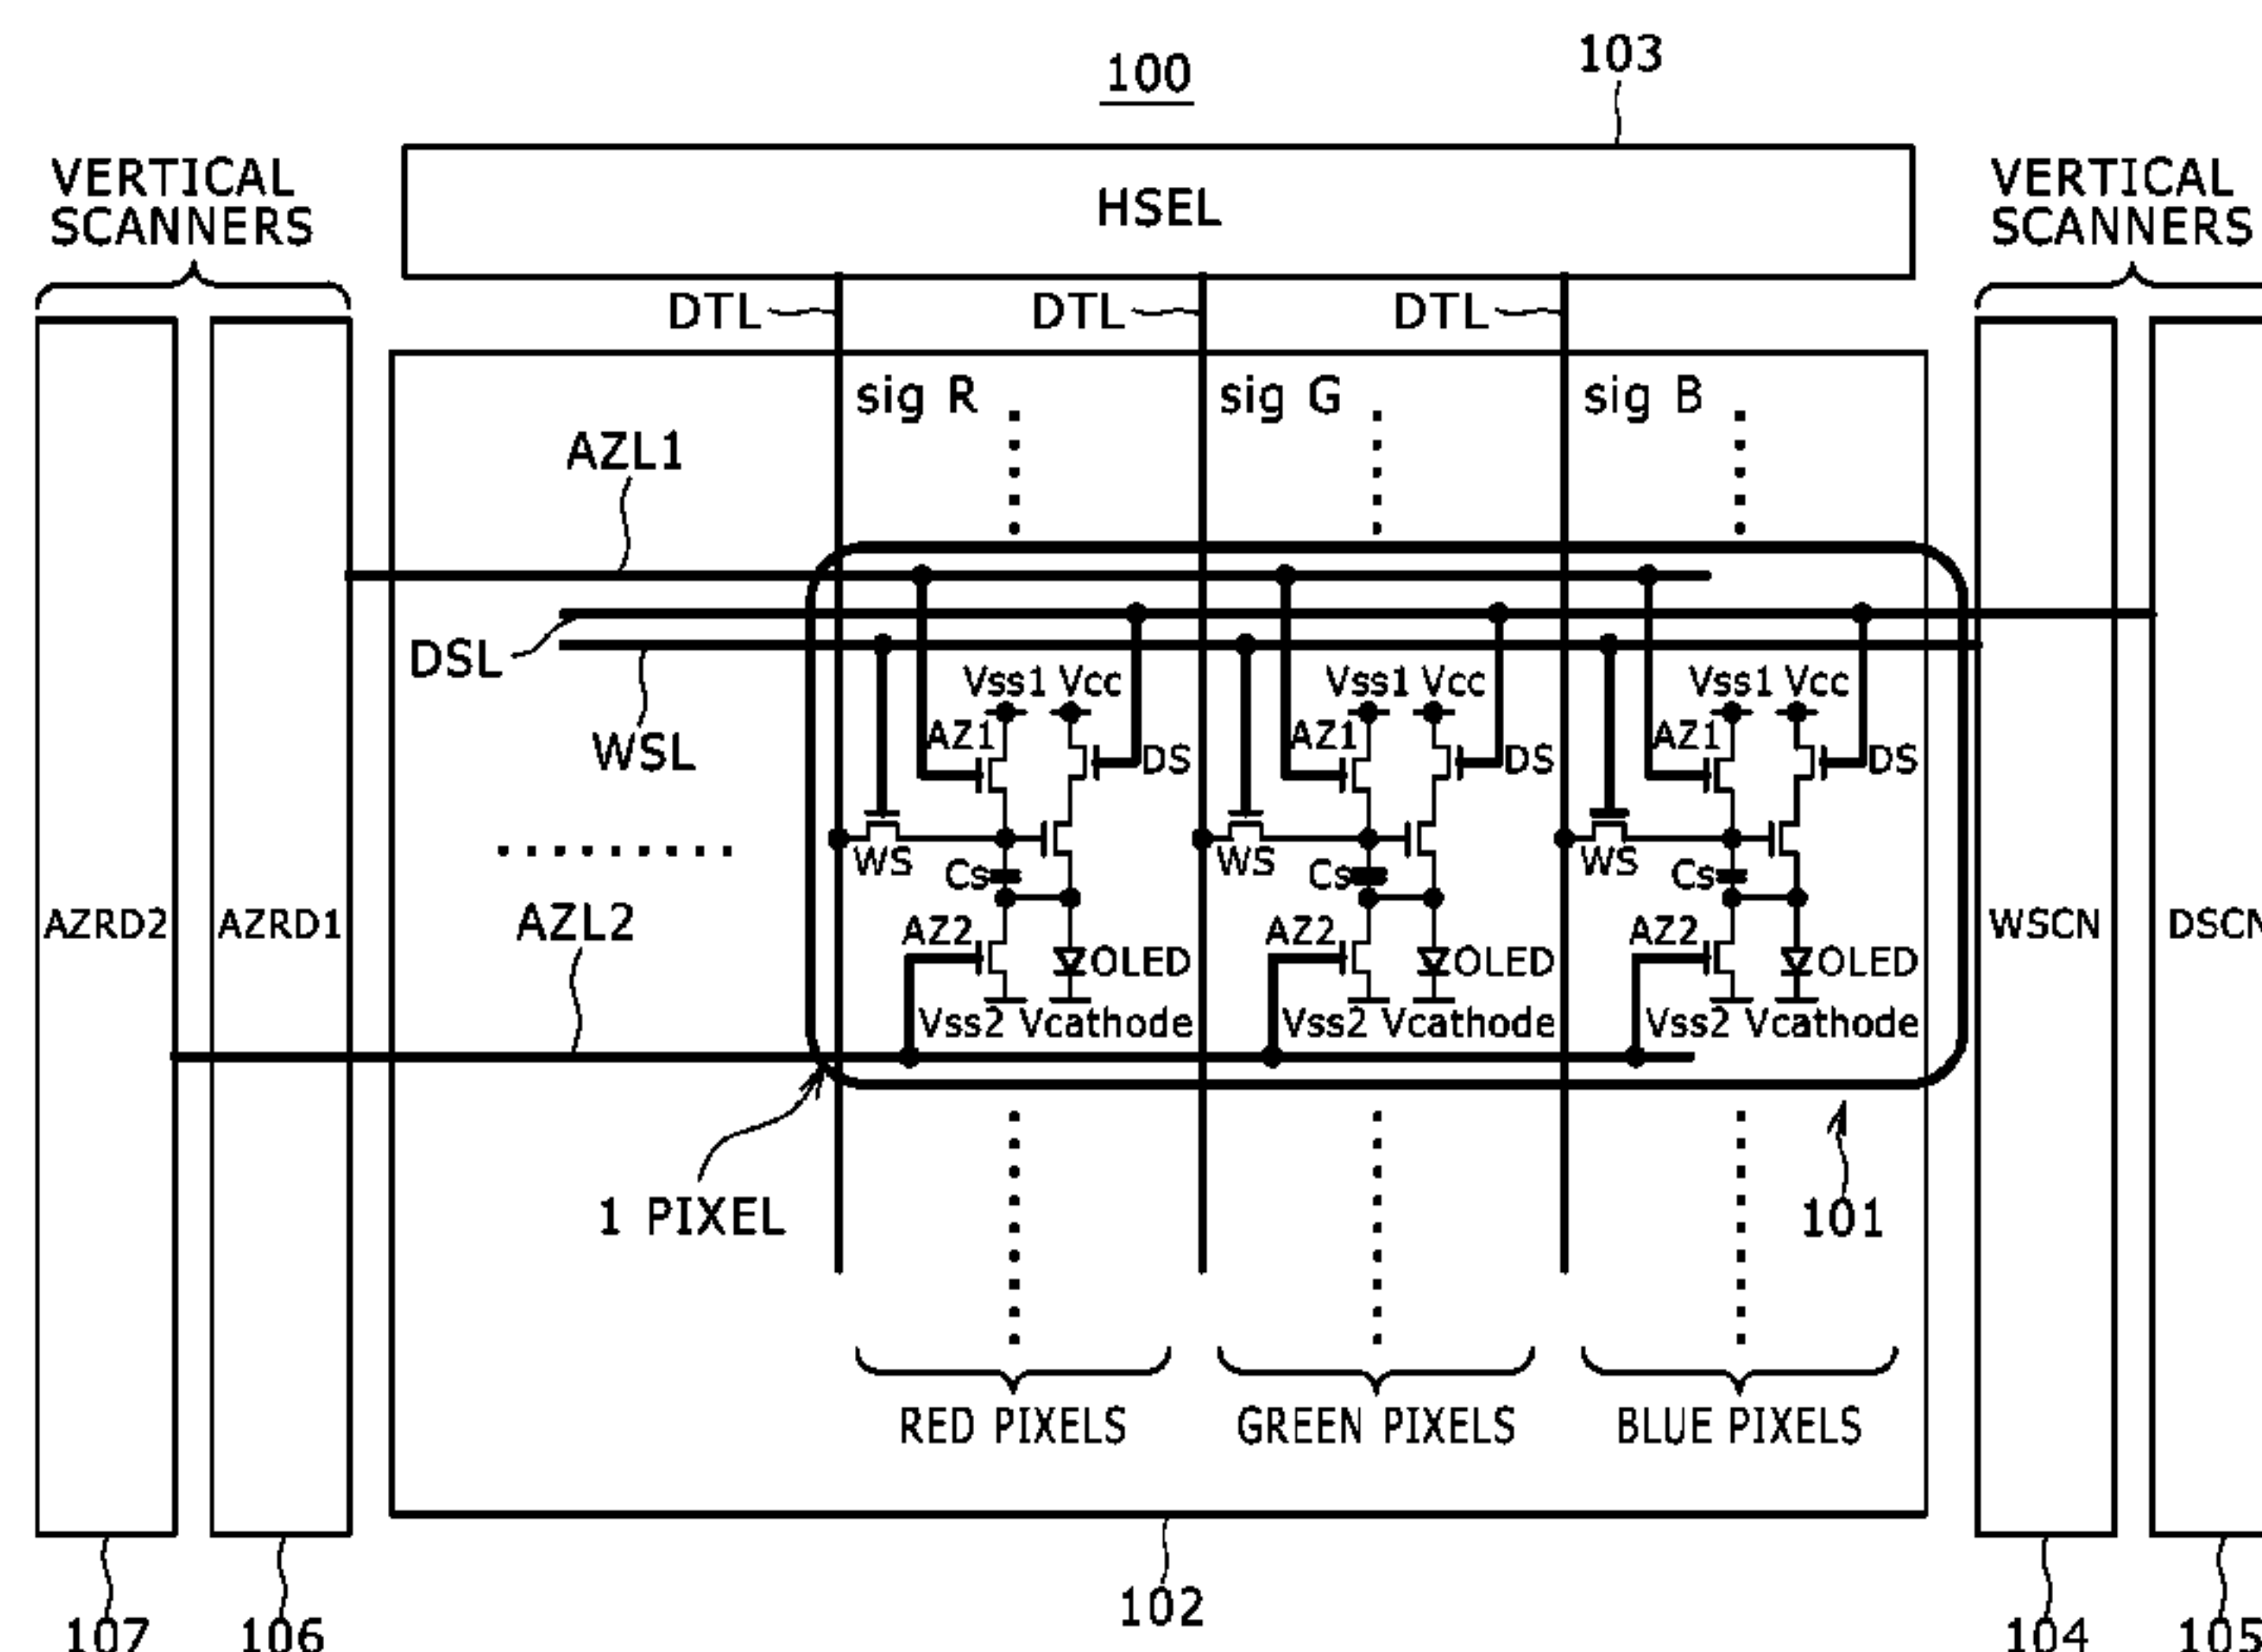 100
103
VERTICAL
SCANNERS
HSEL
VERTICAL
SCANNERS
DTL
DTL
DTL
sig R
sig G
sig B
AZL1
DSL
WSL
Vss1 Vcc
Vss1 Vcc
Vss1 Vcc
AZ1
DS
AZ1
DS
AZ1
DS
WS
Cs
WS
Cs
WS
Cs
AZRD2
AZRD1
AZL2
AZ2
OLED
AZ2
OLED
AZ2
OLED
WSCN
DSCN
Vss2 Vcathode
Vss2 Vcathode
Vss2 Vcathode
1 PIXEL
101
RED PIXELS
GREEN PIXELS
BLUE PIXELS
102
107
106
104
105